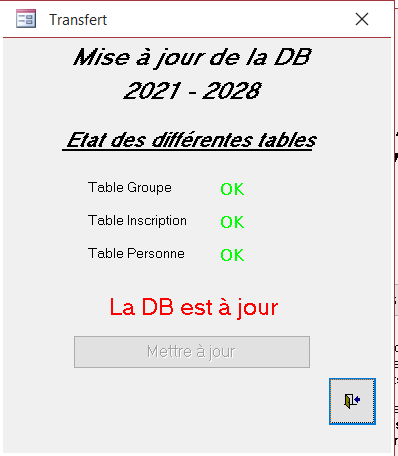 Transfert
Mise à jour de la DB
2021 - 2028
Etat des différentes tables
Table Groupe OK
Table Inscription OK
Table Personne OK
La DB est à jour
Mettre à jour